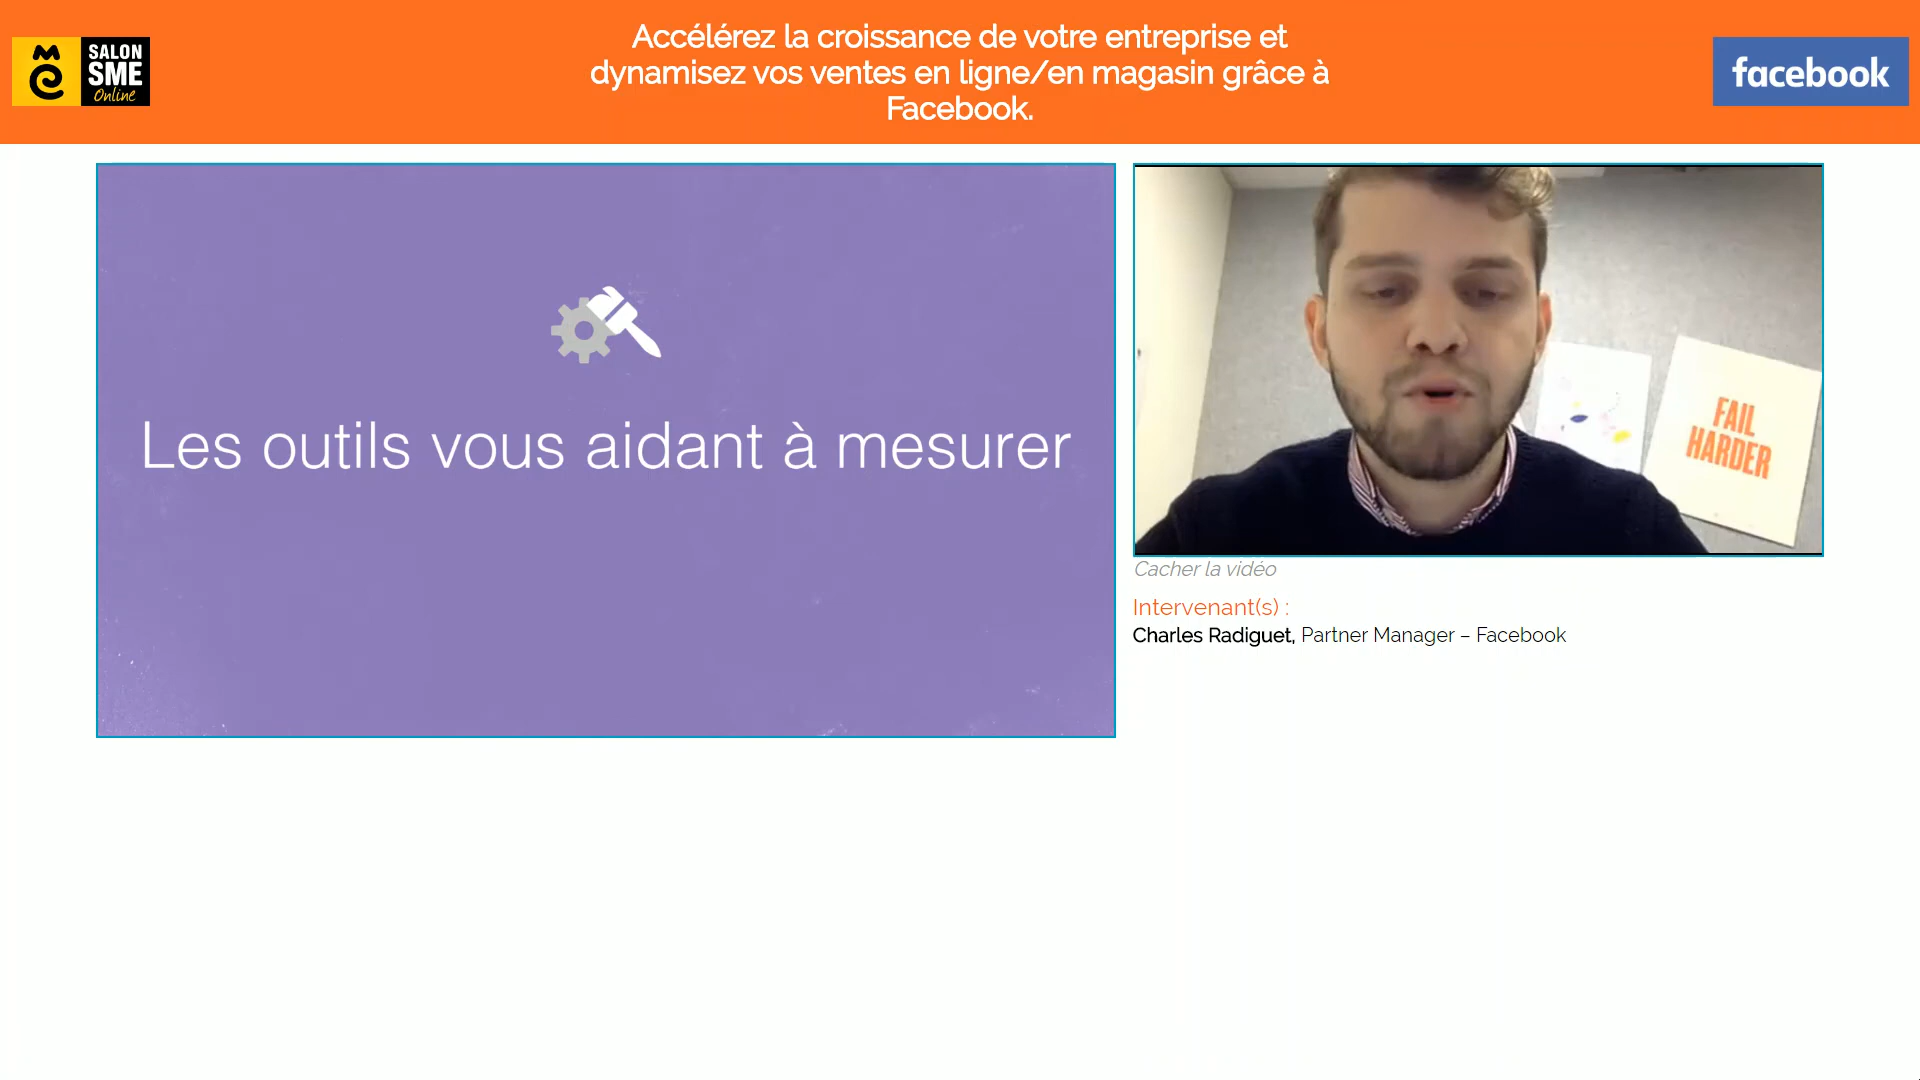 SALON
SME
Online
Accélérez la croissance de votre entreprise et
dynamisez vos ventes en ligne/en magasin grâce à
Facebook.
facebook
Les outils vous aidant à mesurer
FAIL
HARDER
Cacher la vidéo
Intervenant(s) :
Charles Radiguet, Partner Manager – Facebook